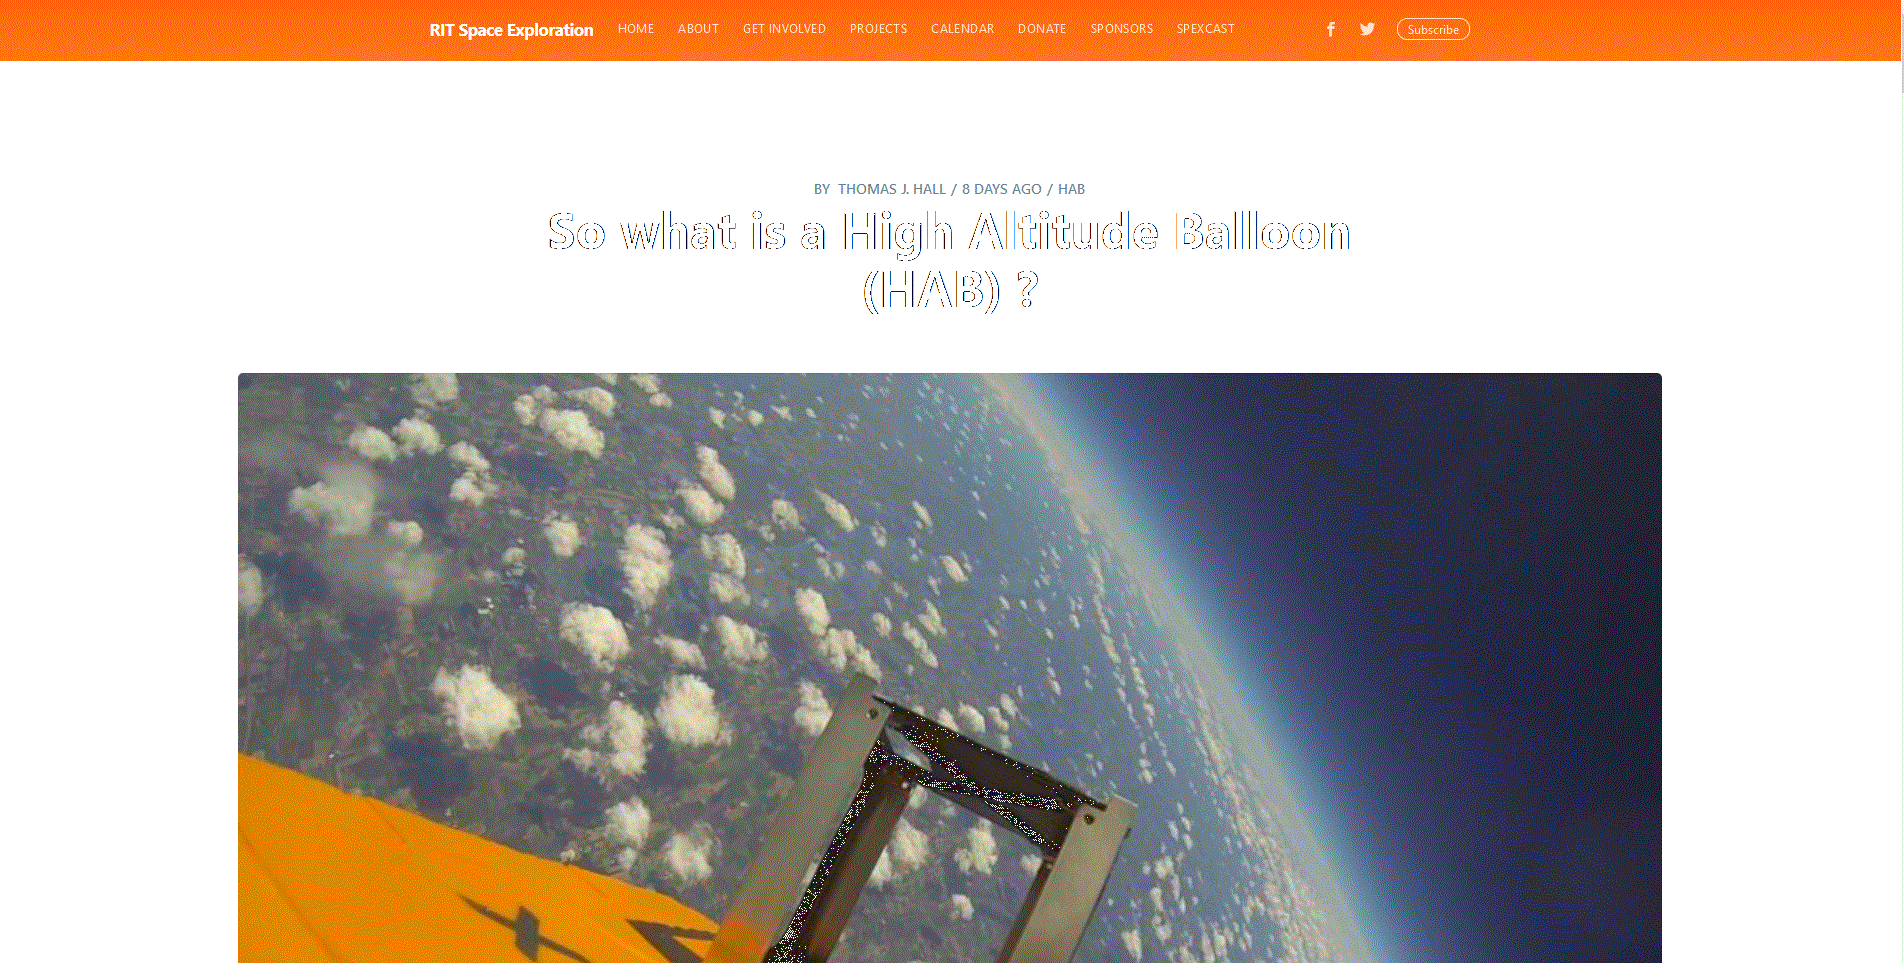 RIT Space Exploration HOME ABOUT GET INVOLVED PROJECTS CALENDAR DONATE SPONSORS SPEXCAST Subscribe
BY THOMAS J. HALL / 8 DAYS AGO / HAB
So what is a High Altitude Balloon
(HAB) ?